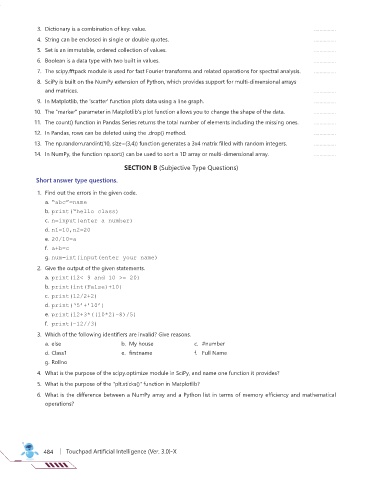 3. Dictionary is a combination of key: value.
4. String can be enclosed in single or double quotes.
5. Set is an immutable, ordered collection of values.
6. Boolean is a data type with two built in values.
7. The scipy.fftpack module is used for fast Fourier transforms and related operations for spectral analysis.
8. SciPy is built on the NumPy extension of Python, which provides support for multi-dimensional arrays
and matrices.
9. In Matplotlib, the 'scatter' function plots data using a line graph.
10. The "marker" parameter in Matplotlib's plot function allows you to change the shape of the data.
11. The count() function in Pandas Series returns the total number of elements including the missing ones.
12. In Pandas, rows can be deleted using the .drop() method.
13. The np.random.randint(10, size=(3,4)) function generates a 3x4 matrix filled with random integers.
14. In NumPy, the function np.sort() can be used to sort a 1D array or multi-dimensional array.
SECTION B (Subjective Type Questions)
Short answer type questions.
1. Find out the errors in the given code.
a. "abc"=name
b. print("hello class)
c. n=input(enter a number)
d. n1=10,n2=20
e. 20/10=a
f. a+b=c
g. num=int(input(enter your name)
2. Give the output of the given statements.
a. print(12< 9 and 10 >= 20)
b. print(int(False)+10)
c. print(12/2+2)
d. print('5'+'10')
e. print(12+3*((10*2)-8)/5)
f. print(-12//3)
3. Which of the following identifiers are invalid? Give reasons.
a. else b. My house c. #number
d. Class1 e. firstname f. Full Name
g. Rollno
4. What is the purpose of the scipy.optimize module in SciPy, and name one function it provides?
5. What is the purpose of the "plt.xticks()" function in Matplotlib?
6. What is the difference between a NumPy array and a Python list in terms of memory efficiency and mathematical
operations?
484 | Touchpad Artificial Intelligence (Ver. 3.0)-X